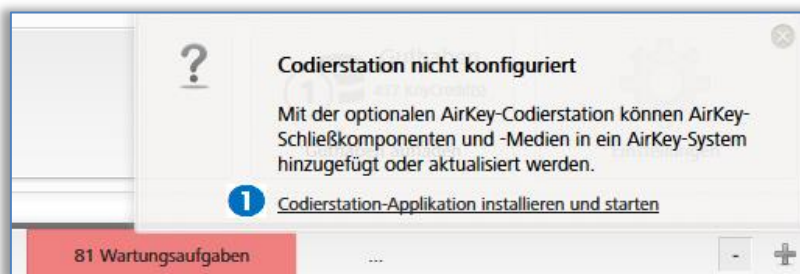 ?
Codierstation nicht konfiguriert
Mit der optionalen AirKey-Codierstation können AirKey-
Schließkomponenten und -Medien in ein AirKey-System
hinzugefügt oder aktualisiert werden.
1 Codierstation-Applikation installieren und starten
81 Wartungsaufgaben ... - +